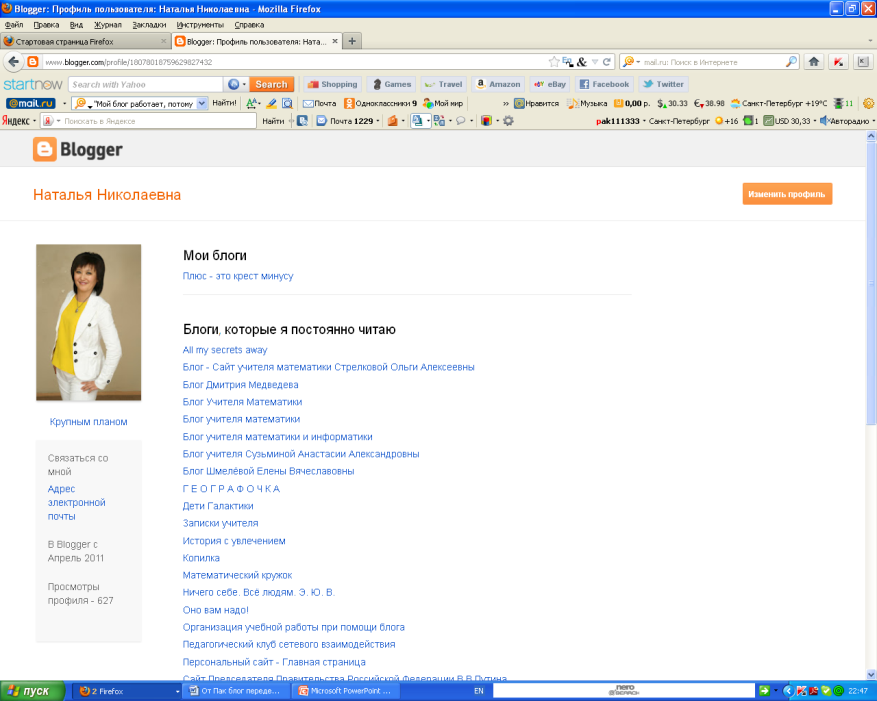 Blogger: Профиль пользователя: Наталья Николаевна - Mozilla Firefox
Файл Правка Вид Журнал Закладки Инструменты Справка
Стартовая страница Firefox
Blogger: Профиль пользователя: Ната...
www.blogger.com/profile/18078018759629827432
mail.ru: Поиск в Интернете
startnow Search with Yahoo Search Shopping Games Travel Amazon eBay Facebook Twitter
@mail.ru "Мой блог работает, потому Найти! Почта Одноклассники 9 Мой мир » Нравится Музыка 0,00 р. $ 30.33 € 38.98 Санкт-Петербург +19°C 11
Яндекс Поискать в Яндексе Найти Почта 1229 pak111333 Санкт-Петербург +16 1 USD 30,33 Авторадио
Blogger
Наталья Николаевна
Изменить профиль
Мои блоги
Плюс - это крест минусу
Блоги, которые я постоянно читаю
All my secrets away
Блог - Сайт учителя математики Стрелковой Ольги Алексеевны
Блог Дмитрия Медведева
Блог Учителя Математики
Блог учителя математики
Блог учителя математики и информатики
Блог учителя Сузьминой Анастасии Александровны
Блог Шмелёвой Елены Вячеславовны
Г Е О Г Р А Ф О Ч К А
Дети Галактики
Записки учителя
История с увлечением
Копилка
Математический кружок
Ничего себе. Всё людям. Э. Ю. В.
Оно вам надо!
Организация учебной работы при помощи блога
Педагогический клуб сетевого взаимодействия
Персональный сайт - Главная страница
Сайт Председателя Правительства Российской Федерации В.В.Путина
Крупным планом
Связаться со
мной
Адрес
электронной
почты
В Blogger с
Апрель 2011
Просмотры
профиля - 627
пуск 2 Firefox От Пак блог переде... Microsoft PowerPoint ... EN nero SEARCH 22:47